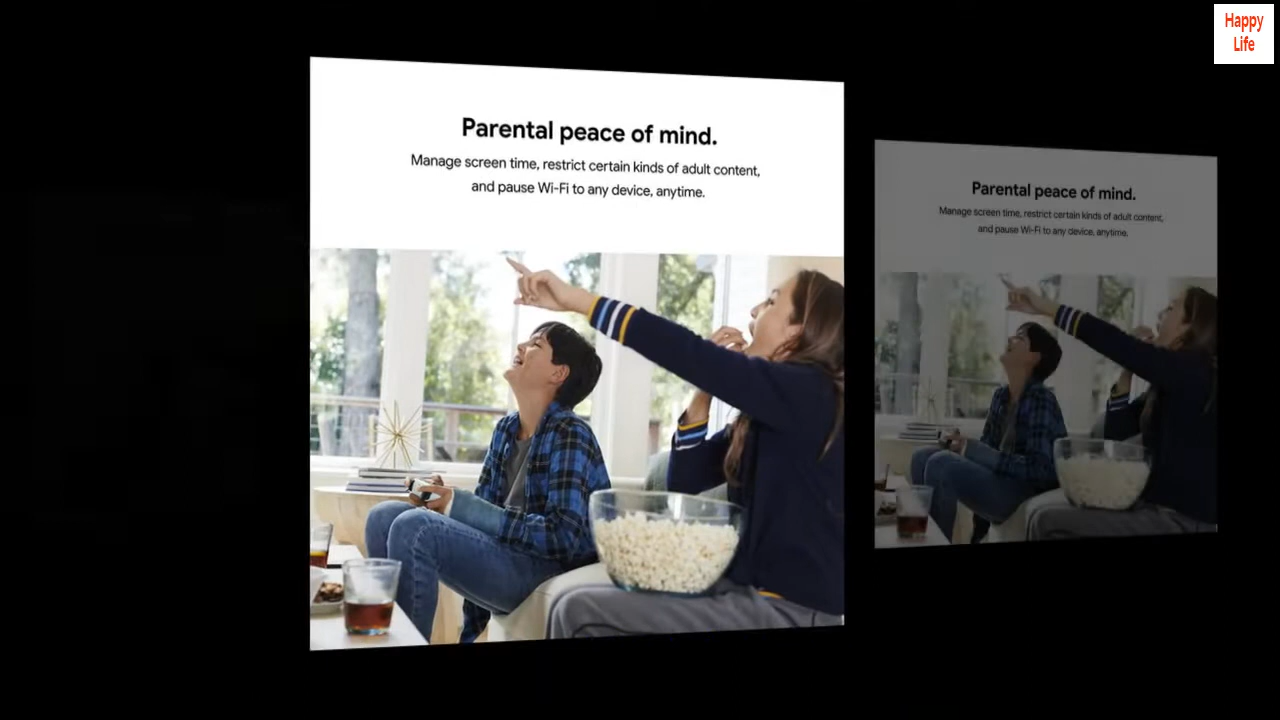 Happy
Life
Parental peace of mind.
Manage screen time, restrict certain kinds of adult content,
and pause Wi-Fi to any device, anytime.
Parental peace of mind.
Manage screen time, restrict certain kinds of adult content,
and pause Wi-Fi to any device, anytime.